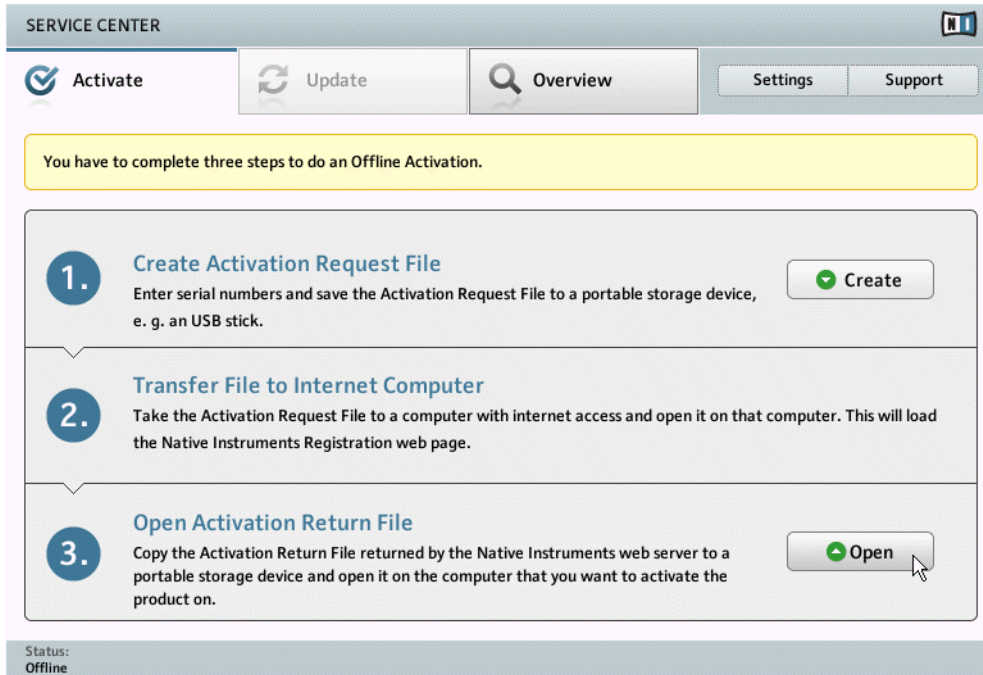 SERVICE CENTER
NI
Activate
Update
Overview
Settings
Support
You have to complete three steps to do an Offline Activation.
1.
Create Activation Request File
Create
Enter serial numbers and save the Activation Request File to a portable storage device,
e. g. an USB stick.
2.
Transfer File to Internet Computer
Take the Activation Request File to a computer with internet access and open it on that computer. This will load
the Native Instruments Registration web page.
3.
Open Activation Return File
Copy the Activation Return File returned by the Native Instruments web server to a
portable storage device and open it on the computer that you want to activate the
product on.
Open
Status:
Offline